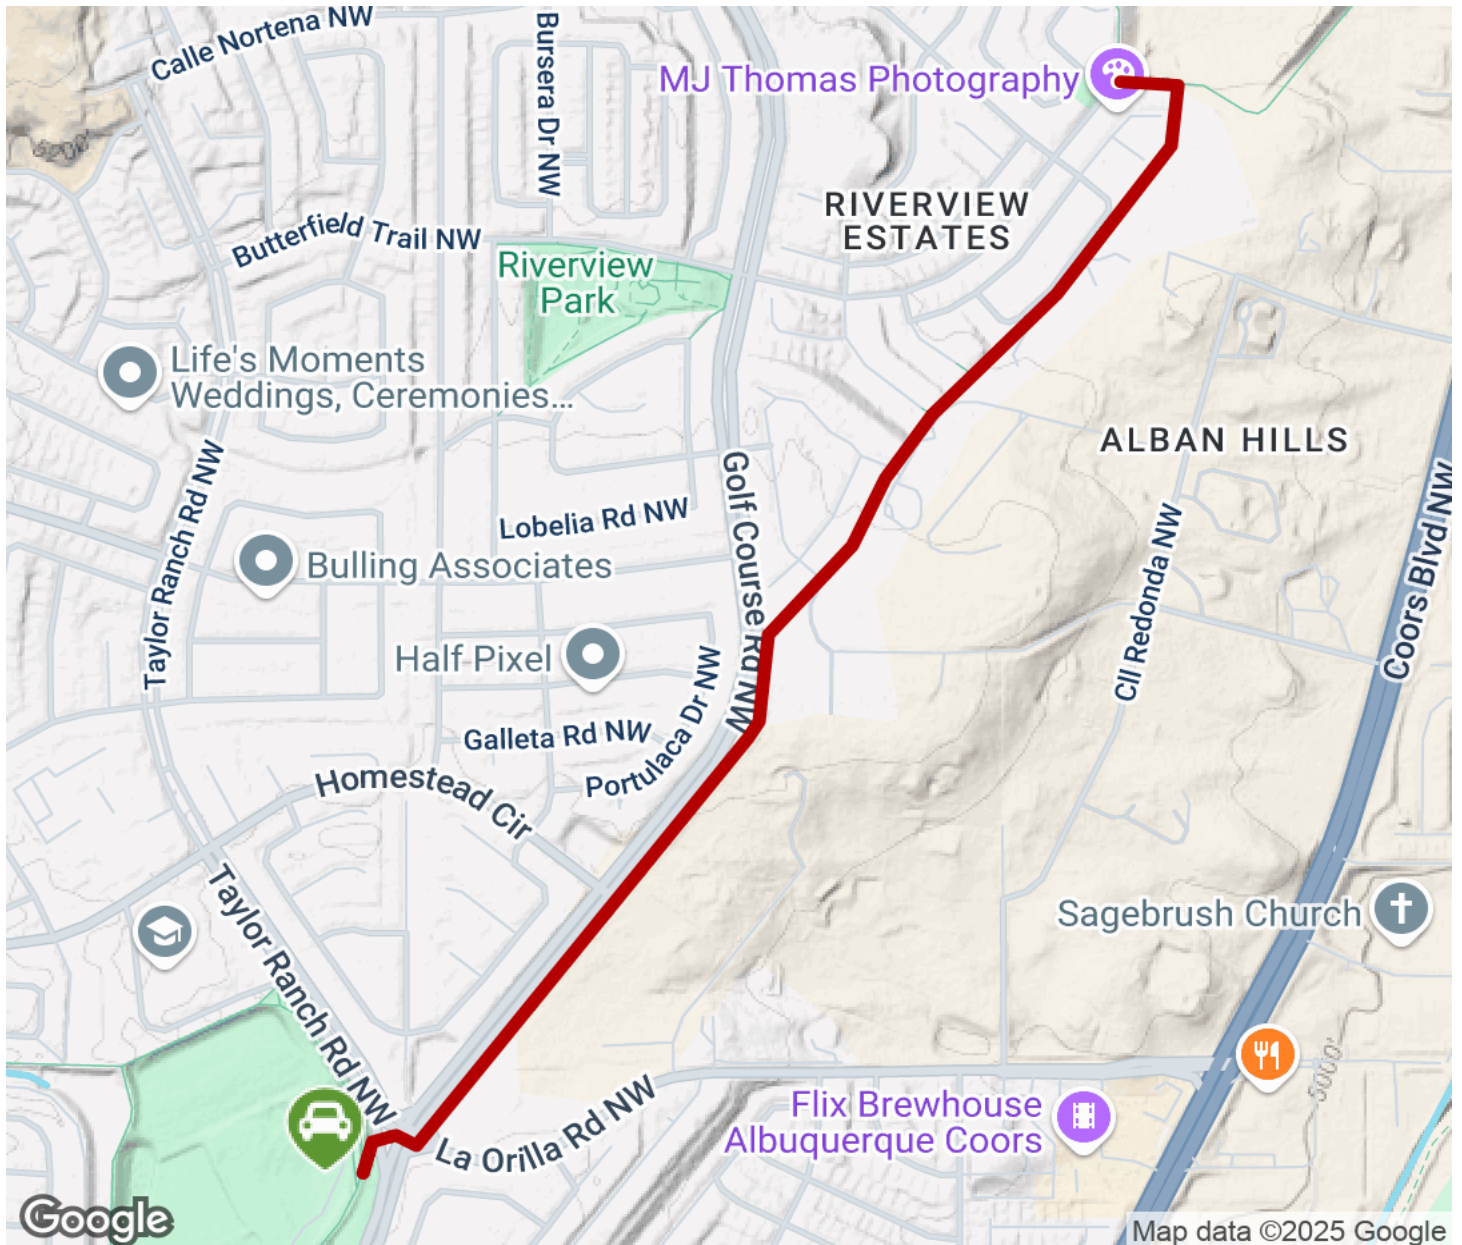 Calle Nortena NW
Bursera Dr NW
MJ Thomas Photography
RIVERVIEW
ESTATES
Butterfield Trail NW
Riverview
Park
Life's Moments
Weddings, Ceremonies...
ALBAN HILLS
Taylor Ranch Rd NW
Golf Course Rd NW
Lobelia Rd NW
Coors Blvd NW
Cll Redonda NW
Bulling Associates
Half Pixel
Portulaca Dr NW
Galleta Rd NW
Homestead Cir
Sagebrush Church
Taylor Ranch Rd NW
5000'
La Orilla Rd NW
Flix Brewhouse
Albuquerque Coors
Google
Map data ©2025 Google